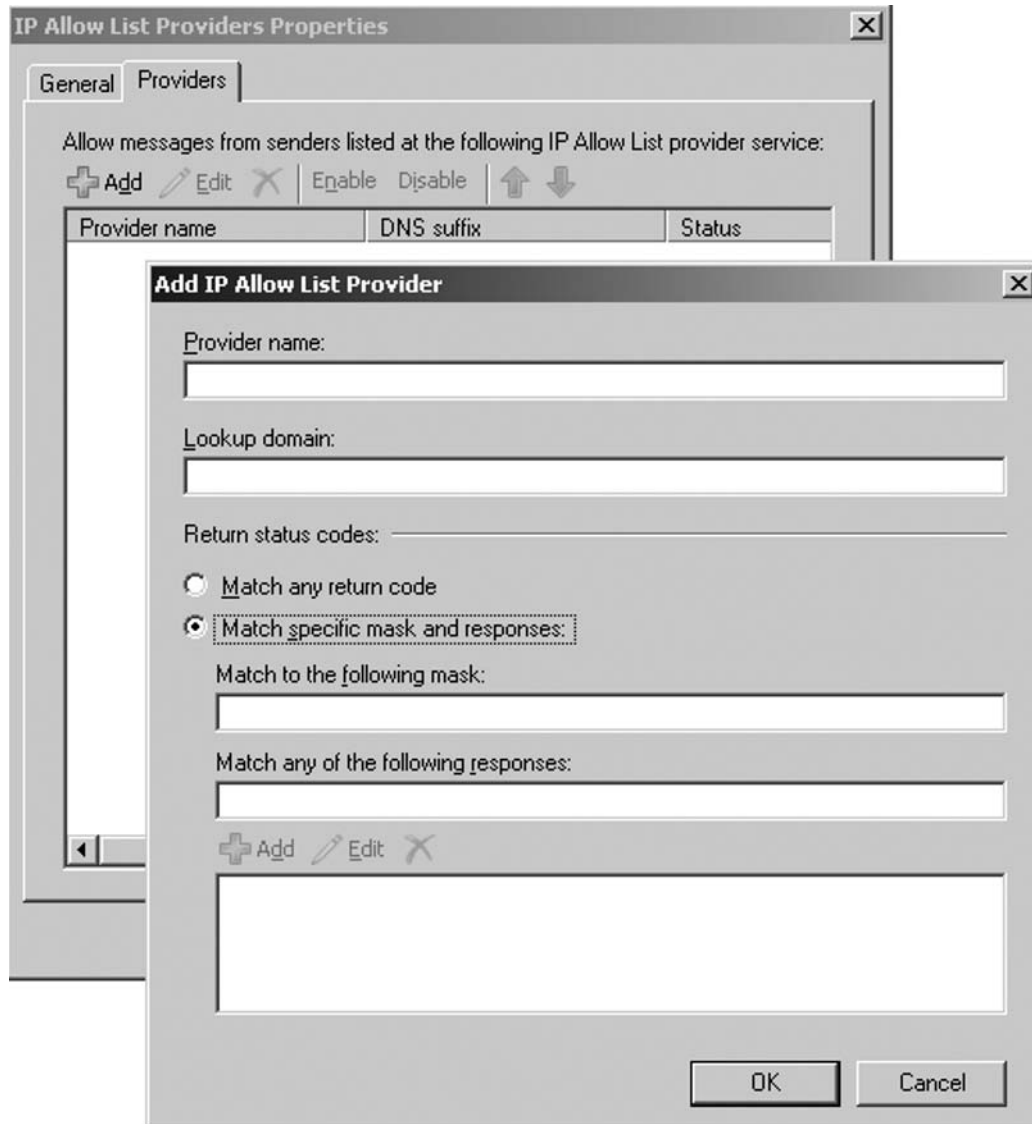 IP Allow List Providers Properties
General Providers
Allow messages from senders listed at the following IP Allow List provider service:
Add Edit Enable Disable
Provider name DNS suffix Status
Add IP Allow List Provider
Provider name:
Lookup domain:
Return status codes:
Match any return code
Match specific mask and responses:
Match to the following mask:
Match any of the following responses:
Add Edit
OK Cancel